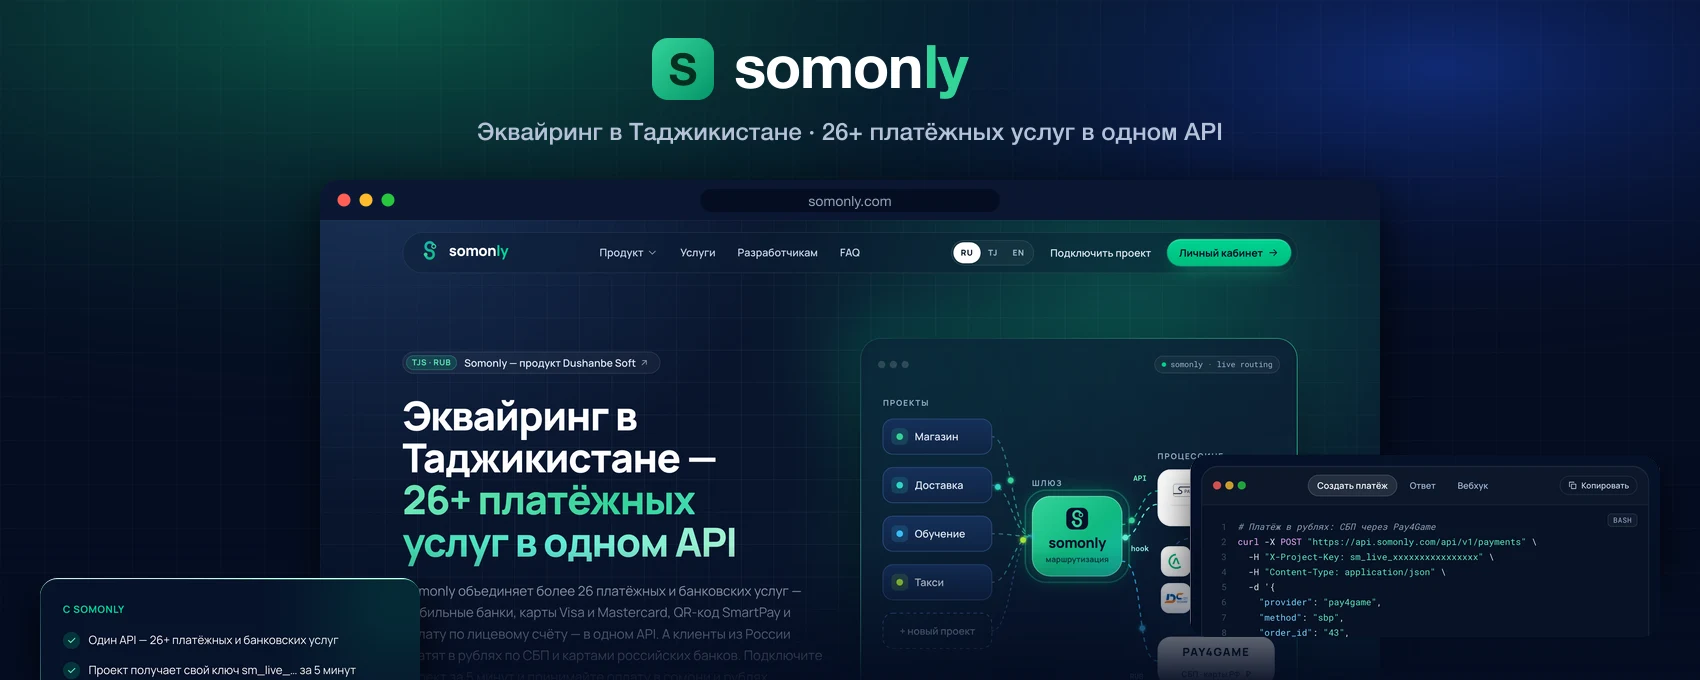 S somonly
Эквайринг в Таджикистане · 26+ платёжных услуг в одном API
somonly.com
somonly
Продукт
Услуги
Разработчикам
FAQ
RU TJ EN
Подключить проект
Личный кабинет →
TJS · RUB Somonly — продукт Dushanbe Soft ↗
Эквайринг в
Таджикистане —
26+ платёжных
услуг в одном API
monly объединяет более 26 платёжных и банковских услуг —
бильные банки, карты Visa и Mastercard, QR-код SmartPay и
лату по лицевому счёту — в одном API. А клиенты из России
атят в рублях по СБП и картами российских банков. Подключите
somonly · live routing
ПРОЕКТЫ
Магазин
Доставка
Обучение
Такси
+ новый проект
ШЛЮЗ
somonly
маршрутизация
API
hook
PAY4GAME
Создать платёж
Ответ
Вебхук
Копировать
BASH
1 # Платёж в рублях: СБП через Pay4Game
2 curl -X POST "https://api.somonly.com/api/v1/payments" \
3 -H "X-Project-Key: sm_live_xxxxxxxxxxxxxxxx" \
4 -H "Content-Type: application/json" \
5 -d '{
6 "provider": "pay4game",
7 "method": "sbp",
8 "order_id": "43",
С SOMONLY
Один API — 26+ платёжных и банковских услуг
Проект получает свой ключ sm_live_… за 5 минут